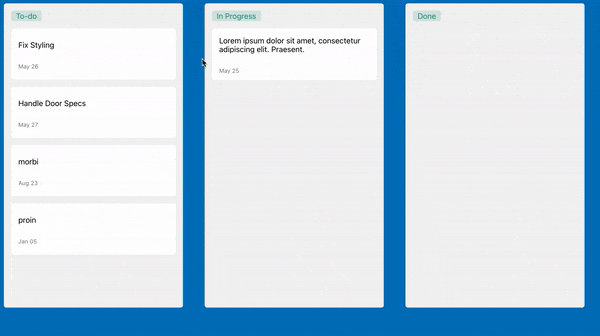 To-do
Fix Styling
May 26
Handle Door Specs
May 27
morbi
Aug 23
proin
Jan 05
In Progress
Lorem ipsum dolor sit amet, consectetur
adipiscing elit. Praesent.
May 25
Done